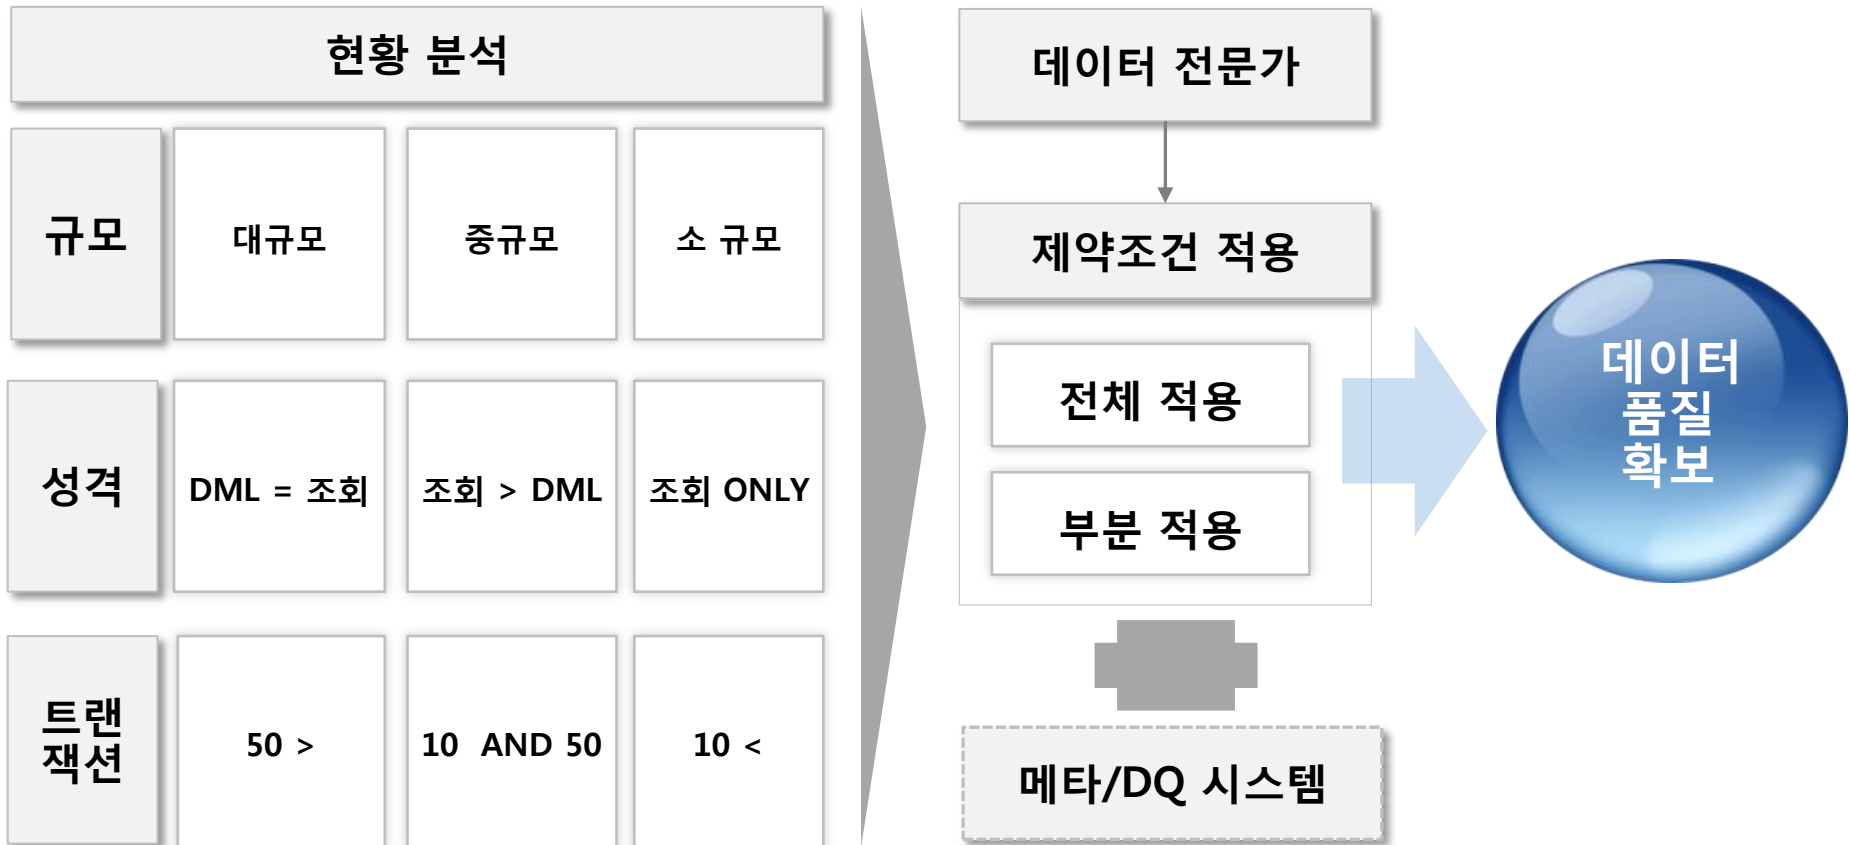 현황 분석
규모
대규모
중규모
소 규모
성격
DML = 조회
조회 > DML
조회 ONLY
트랜
잭션
50 >
10 AND 50
10 <
데이터 전문가
제약조건 적용
전체 적용
부분 적용
메타/DQ 시스템
데이터
품질
확보